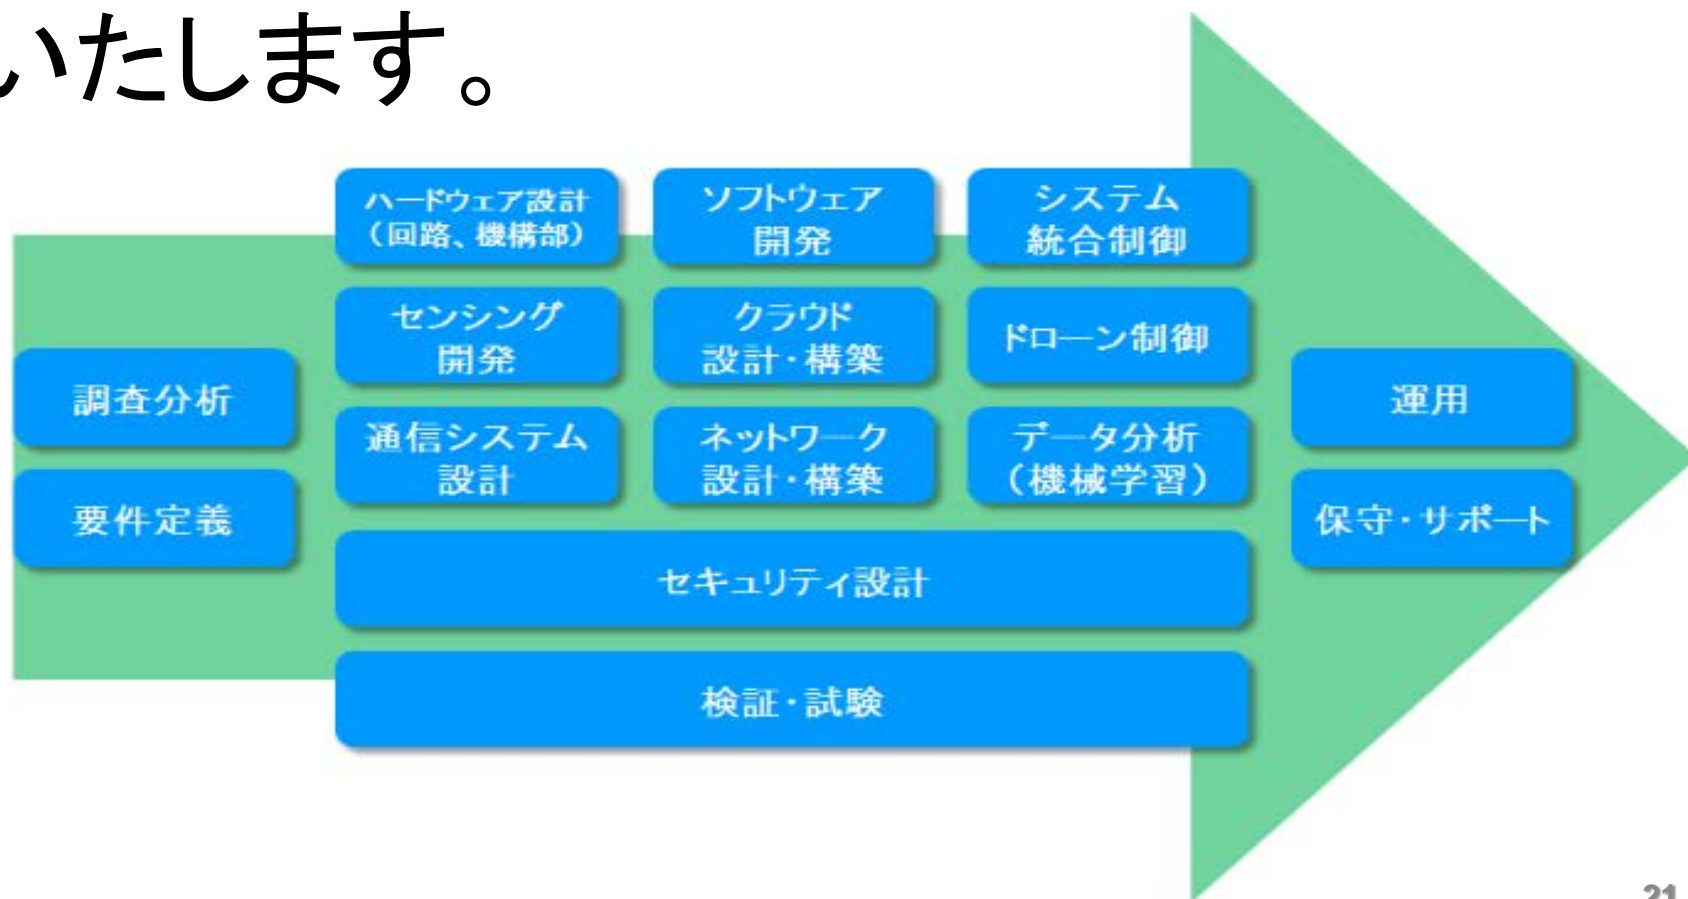 いたします。
ハードウェア設計
（回路、機構部）
ソフトウェア
開発
システム
統合制御
センシング
開発
クラウド
設計・構築
ドローン制御
調査分析
運用
通信システム
設計
ネットワーク
設計・構築
データ分析
（機械学習）
要件定義
保守・サポート
セキュリティ設計
検証・試験
21